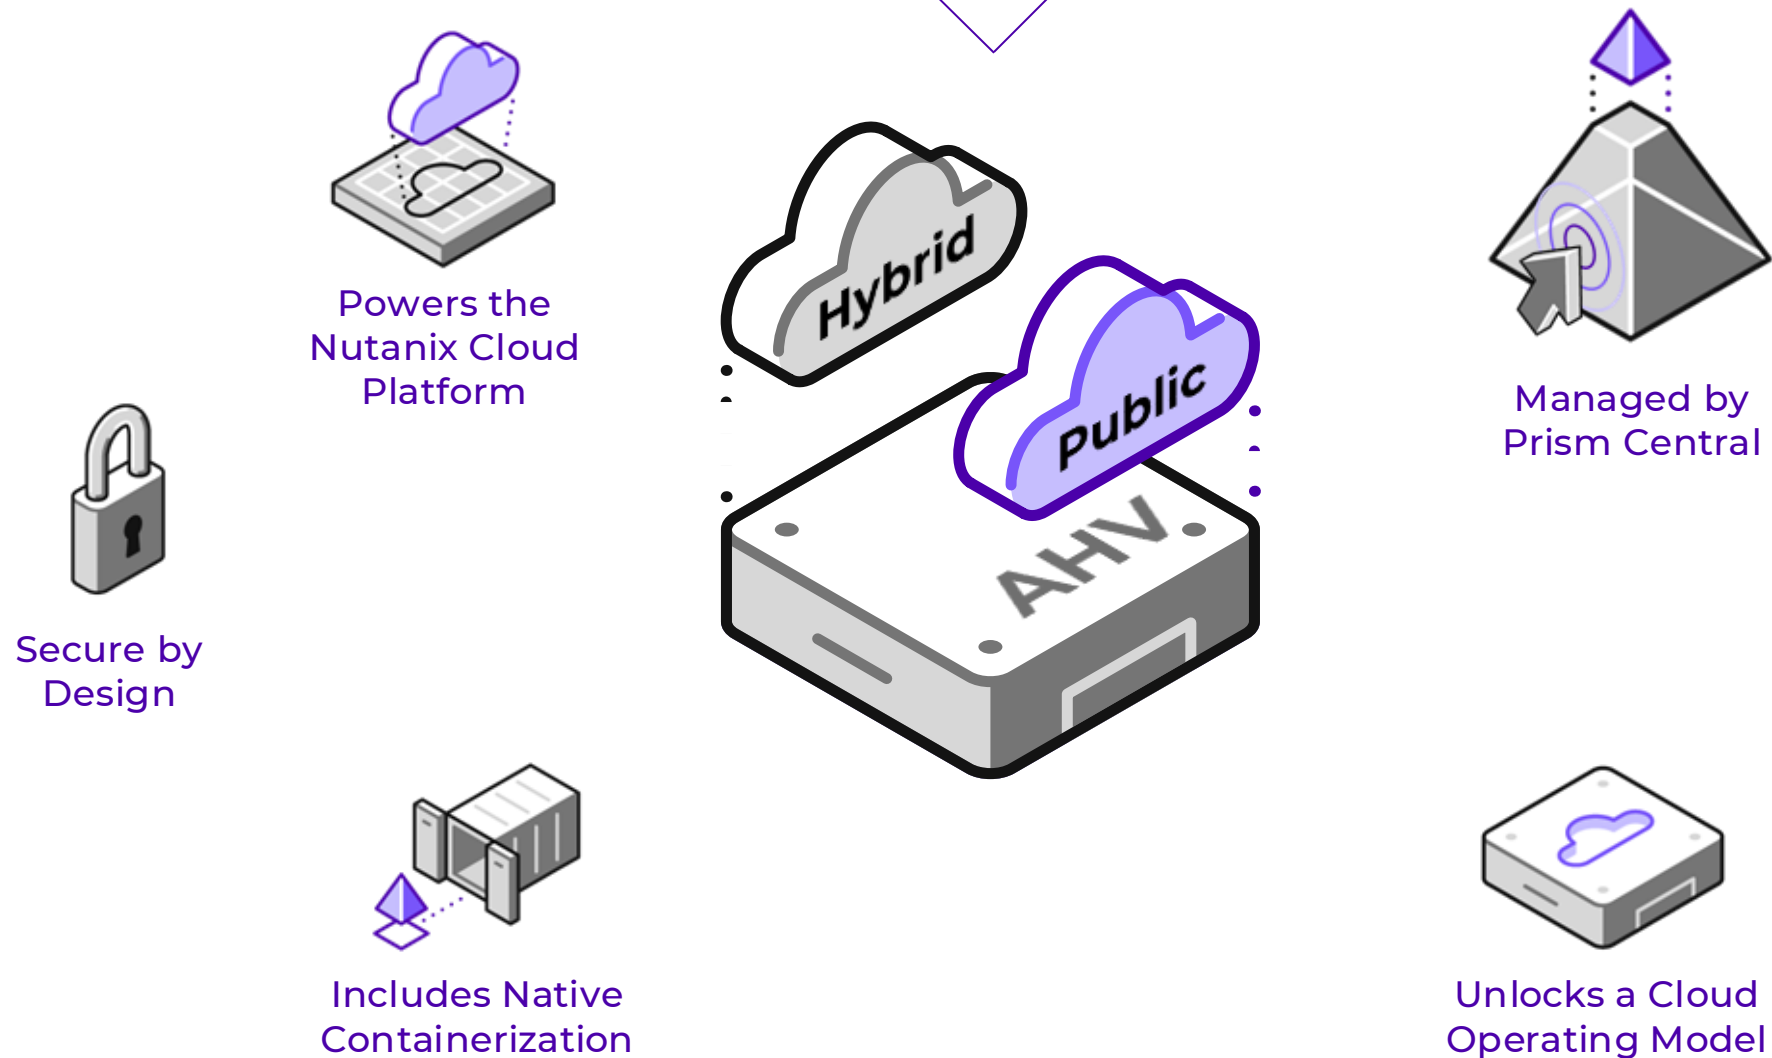 Powers the
Nutanix Cloud
Platform
Hybrid
Public
AHV
Managed by
Prism Central
Secure by
Design
Includes Native
Containerization
Unlocks a Cloud
Operating Model